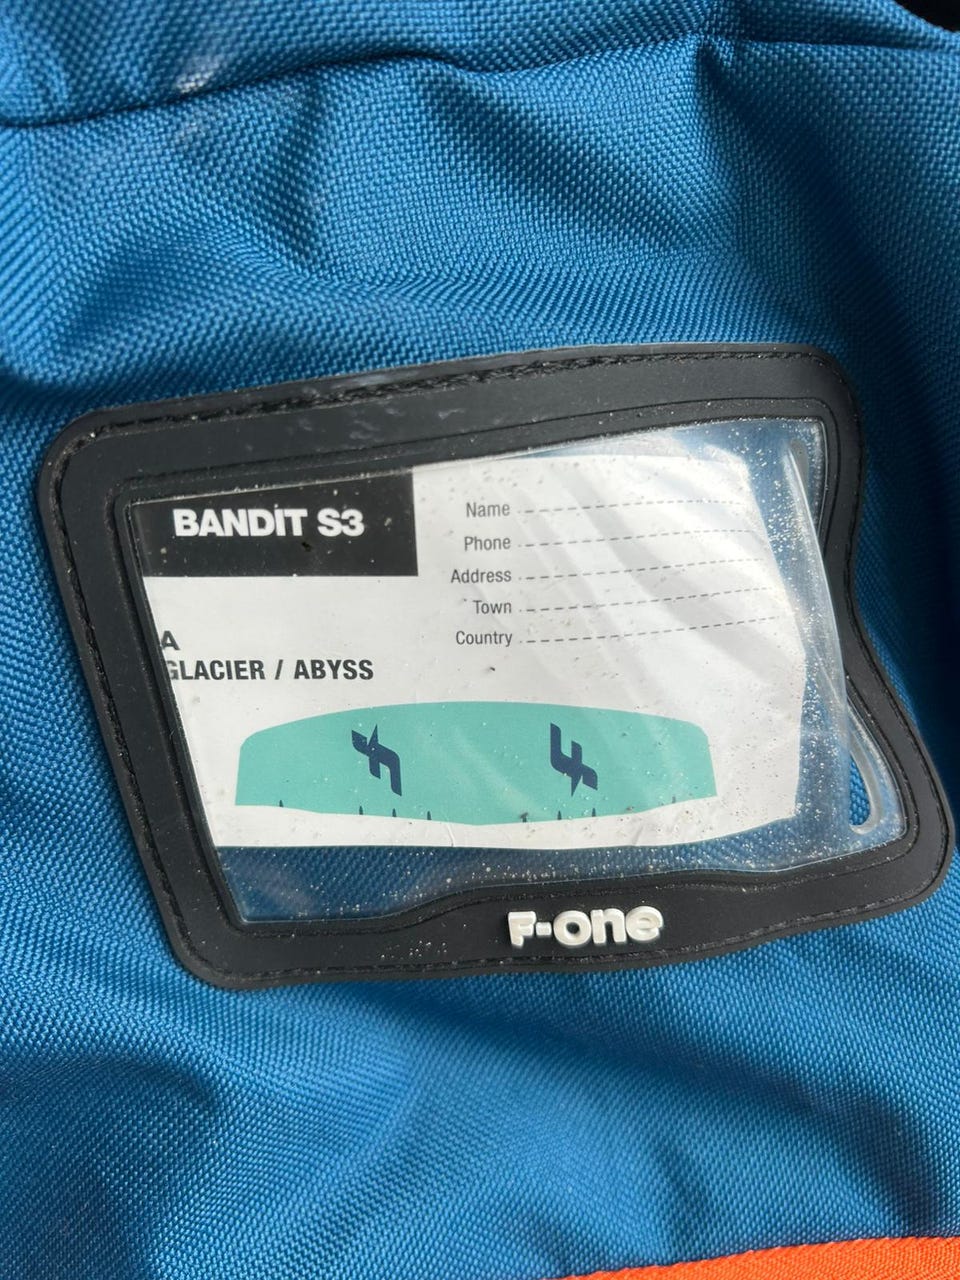 BANDIT S3
Name
Phone
Address
Town
Country
A
GLACIER / ABYSS
F-one